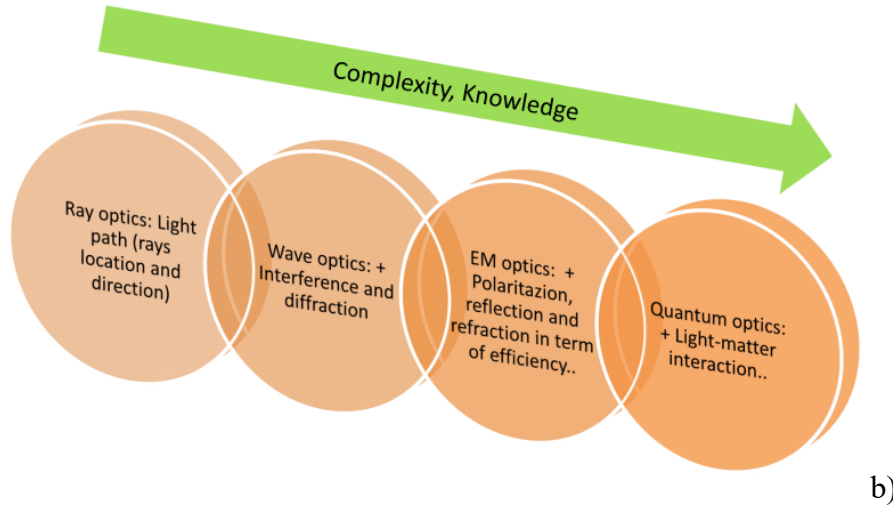 Complexity, Knowledge
Ray optics: Light
path (rays
location and
direction)
Wave optics: +
Interference and
diffraction
EM optics:  +
Polaritazion,
reflection and
refraction in term
of efficiency..
Quantum optics:
+ Light-matter
interaction..
b)